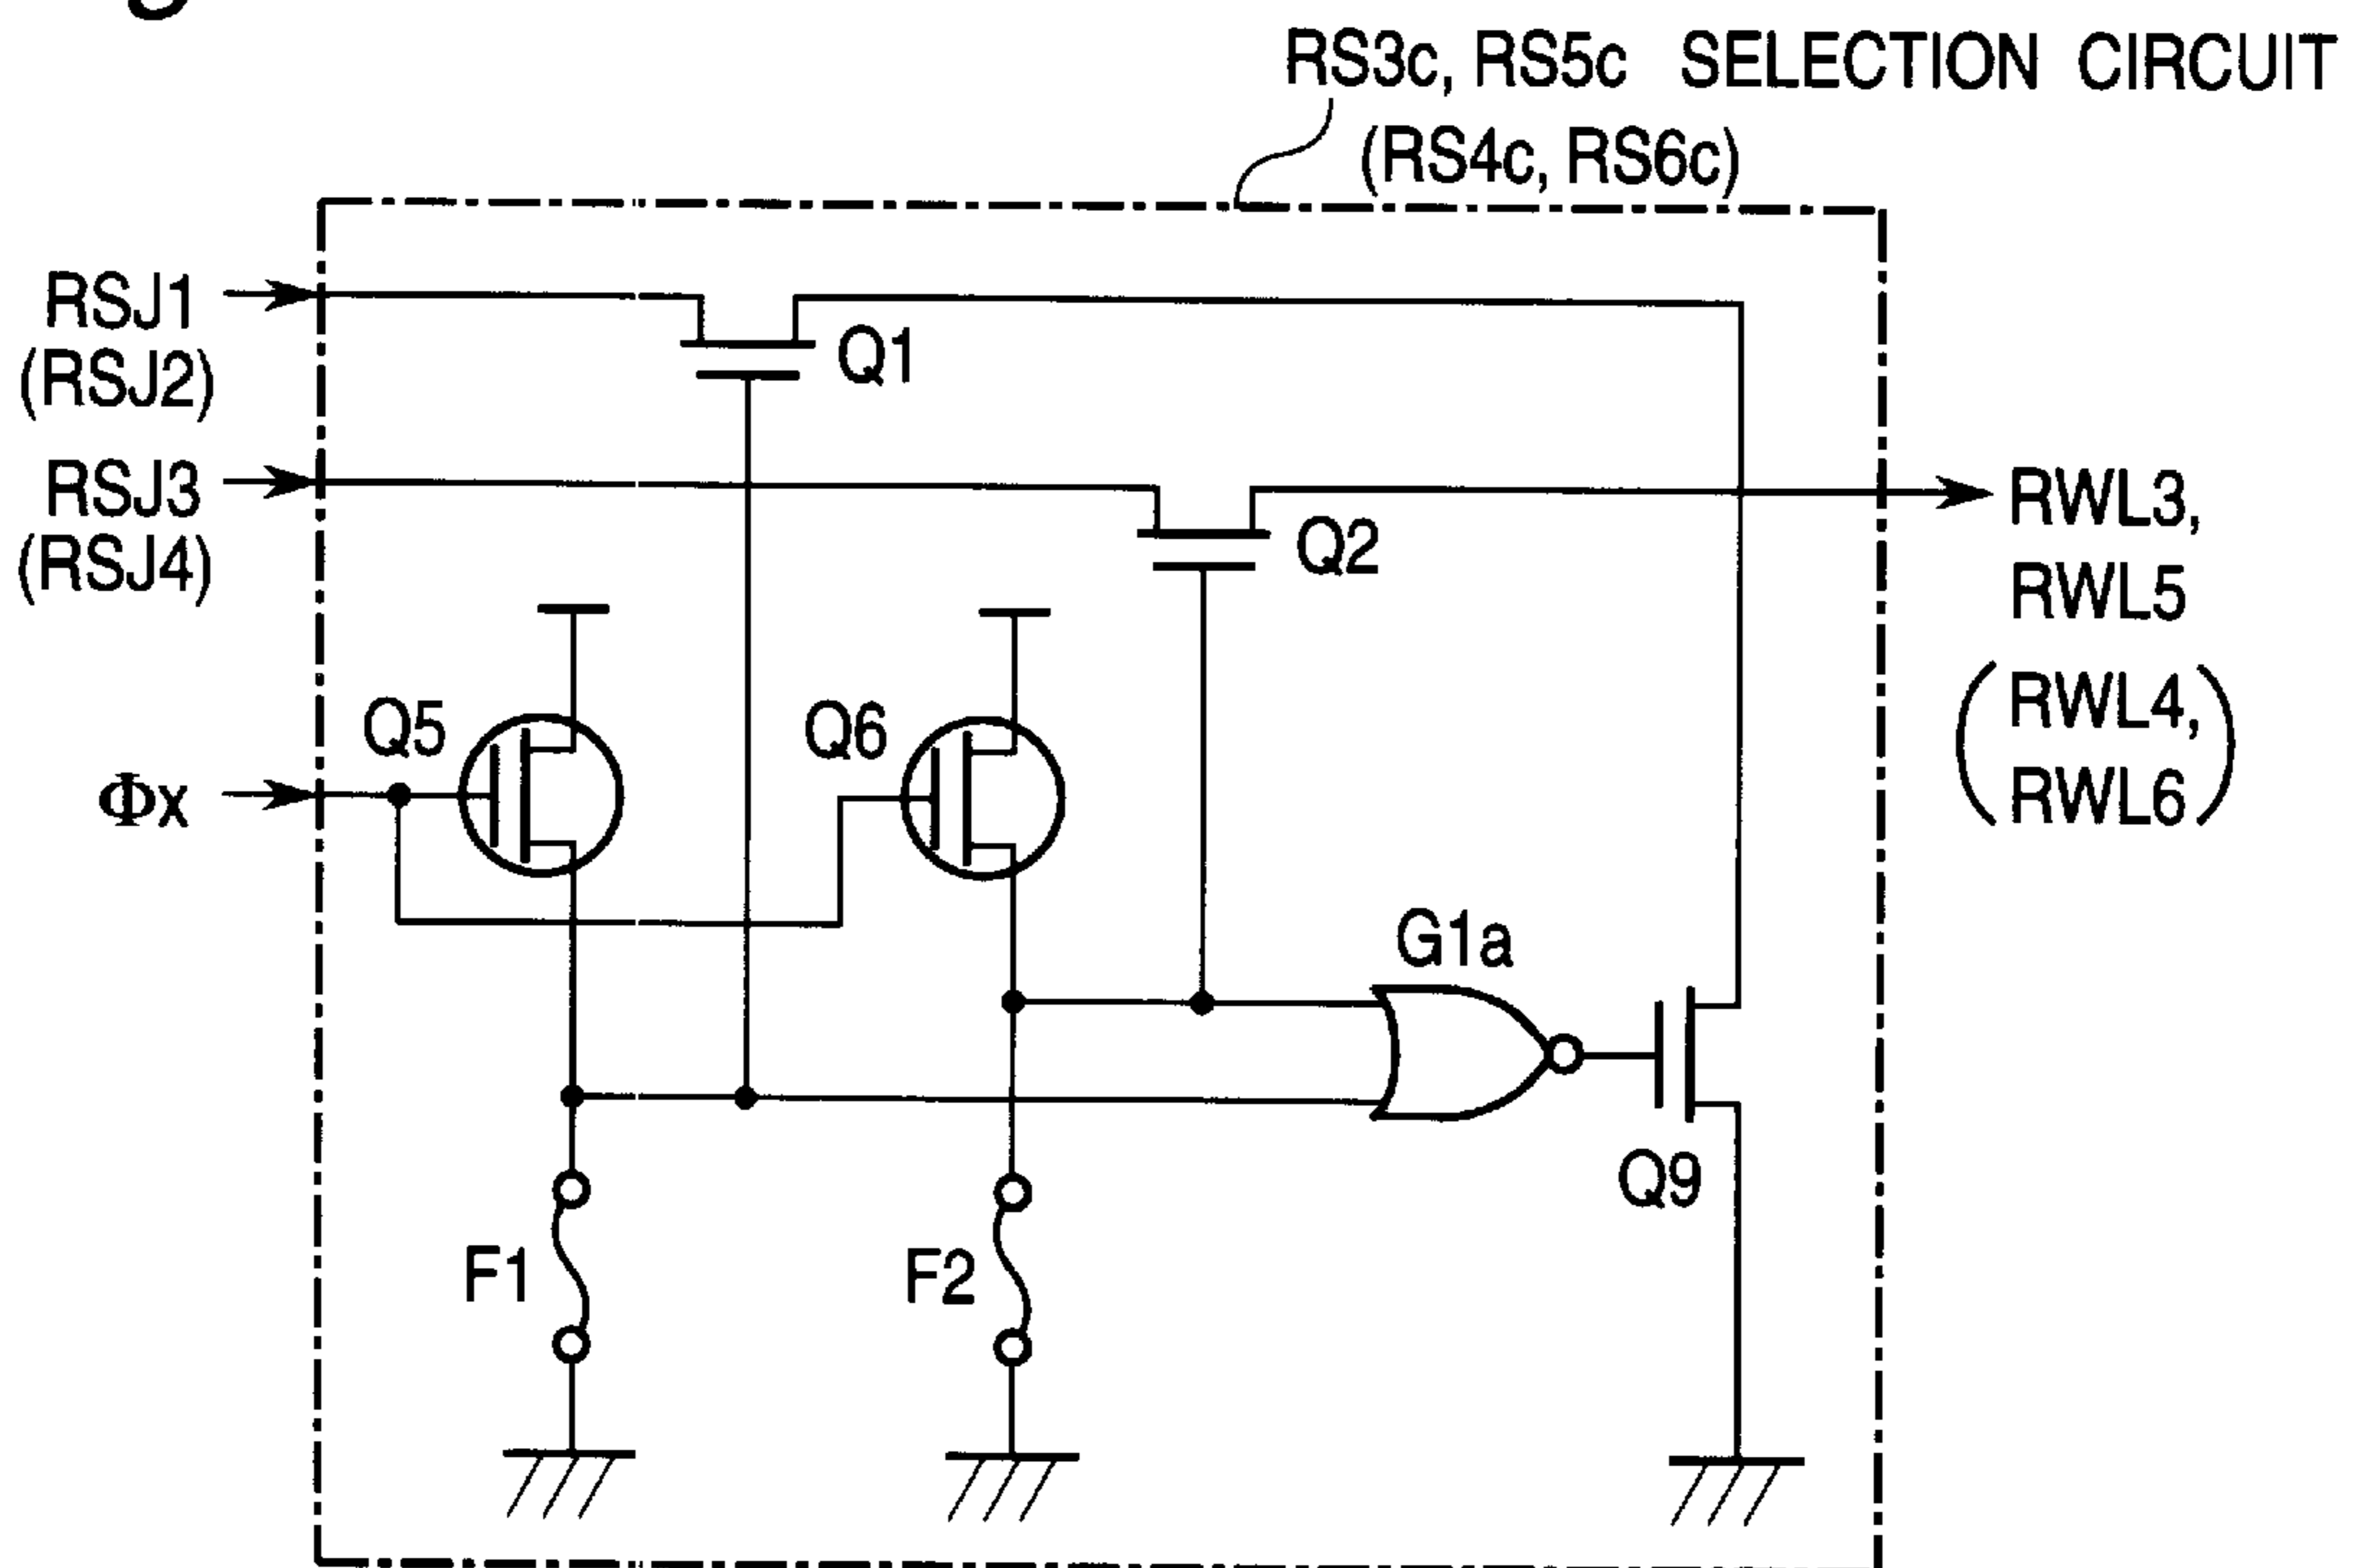 RS3c, RS5c SELECTION CIRCUIT
(RS4c, RS6c)
RSJ1
(RSJ2)
Q1
RSJ3
(RSJ4)
Q2
RWL3,
RWL5
(RWL4,
RWL6)
Q5
Q6
Φx
G1a
Q9
F1
F2